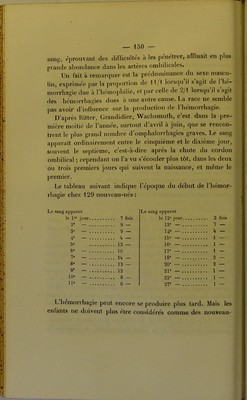 — 150 —
sang, éprouvant des difficultés à les pénétrer, affluait en plus
grande abondance dans les artères ombilicales.
Un fait à remarquer est la prédominance du sexe mascu-
lin, exprimée par la proportion de 11/1 lorsqu'il s'agit de l'hé-
morrhagie due à l'hémophilie, et par celle de 2/1 lorsqu'il s'agit
des hémorrhagies dues à une autre cause. La race ne semble
pas avoir d'influence sur la production de l'hémorrhagie.
D'après Ritter, Grandidier, Wachsmuth, c'est dans la pre-
mière moitié de l'année, surtout d'avril à juin, que se rencon-
trent le plus grand nombre d'omphalorrhagies graves. Le sang
apparaît ordinairement entre le cinquième et le dixième jour,
souvent le septième, c'est-à-dire après la chute du cordon
ombilical ; cependant on l'a vu s'écouler plus tôt, dans les deux
ou trois premiers jours qui suivent la naissance, et même le
premier.
Le tableau suivant indique l'époque du début de l'hémor-
rhagie chez 129 nouveau-nés :
Le sang apparut
le 1er jour......... 7 fois
2e — ......... 9 —
3e — ......... 9 —
4e — ......... 4 —
5e — ......... 13 —
6e — .........
7e — ......... 14 —
8e — ......... 13 —
9e — ......... 13
10e — ......... 8 —
11e — ......... 6 —
Le sang apparut
le 12e jour......... 3 fois
13e — .........
14e — ......... 4 —
15e — .........
16e — ......... 1 —
17e — ......... 1 —
18e — .........
20e — .........
21e — ......... 1 —
22e — ......... 1 —
27e — ......... 1 —
L'hémorrhagie peut encore se produire plus tard. Mais les
enfants ne doivent plus être considérés comme des nouveau-